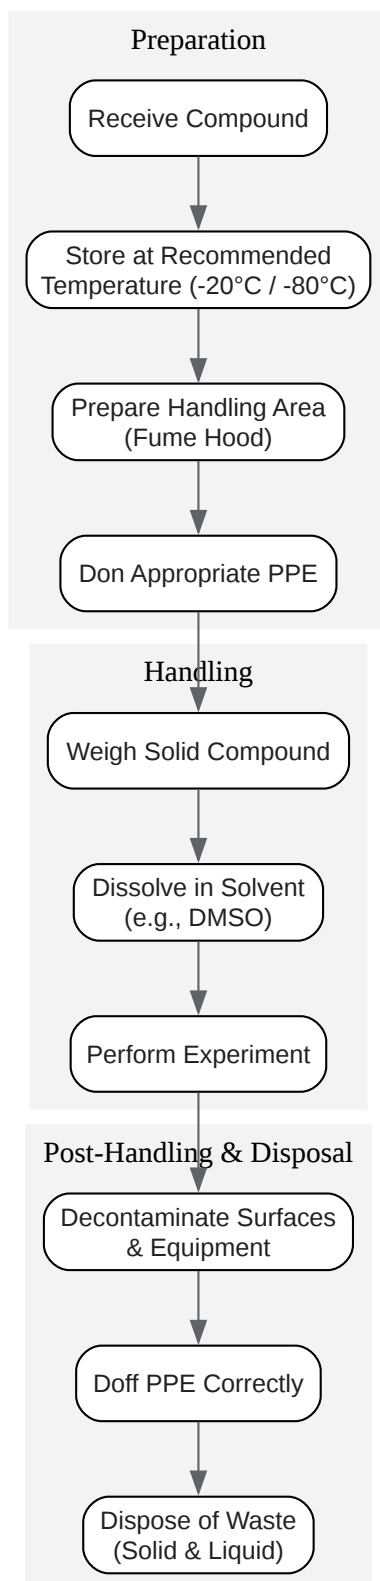 Preparation
Receive Compound
Store at Recommended
Temperature (-20°C / -80°C)
Prepare Handling Area
(Fume Hood)
Don Appropriate PPE
Handling
Weigh Solid Compound
Dissolve in Solvent
(e.g., DMSO)
Perform Experiment
Post-Handling & Disposal
Decontaminate Surfaces
& Equipment
Doff PPE Correctly
Dispose of Waste
(Solid & Liquid)